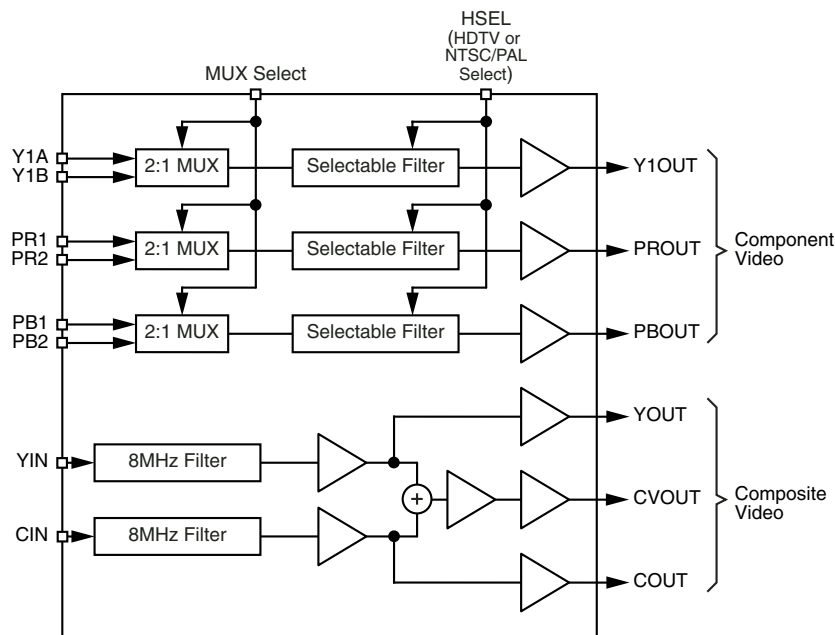 HSEL
(HDTV or
NTSC/PAL
Select)
MUX Select
Y1A
Y1B
2:1 MUX
Selectable Filter
Y1OUT
PR1
PR2
2:1 MUX
Selectable Filter
PROUT
Component
Video
PB1
PB2
2:1 MUX
Selectable Filter
PBOUT
YOUT
YIN
8MHz Filter
+
CVOUT
Composite
Video
CIN
8MHz Filter
COUT